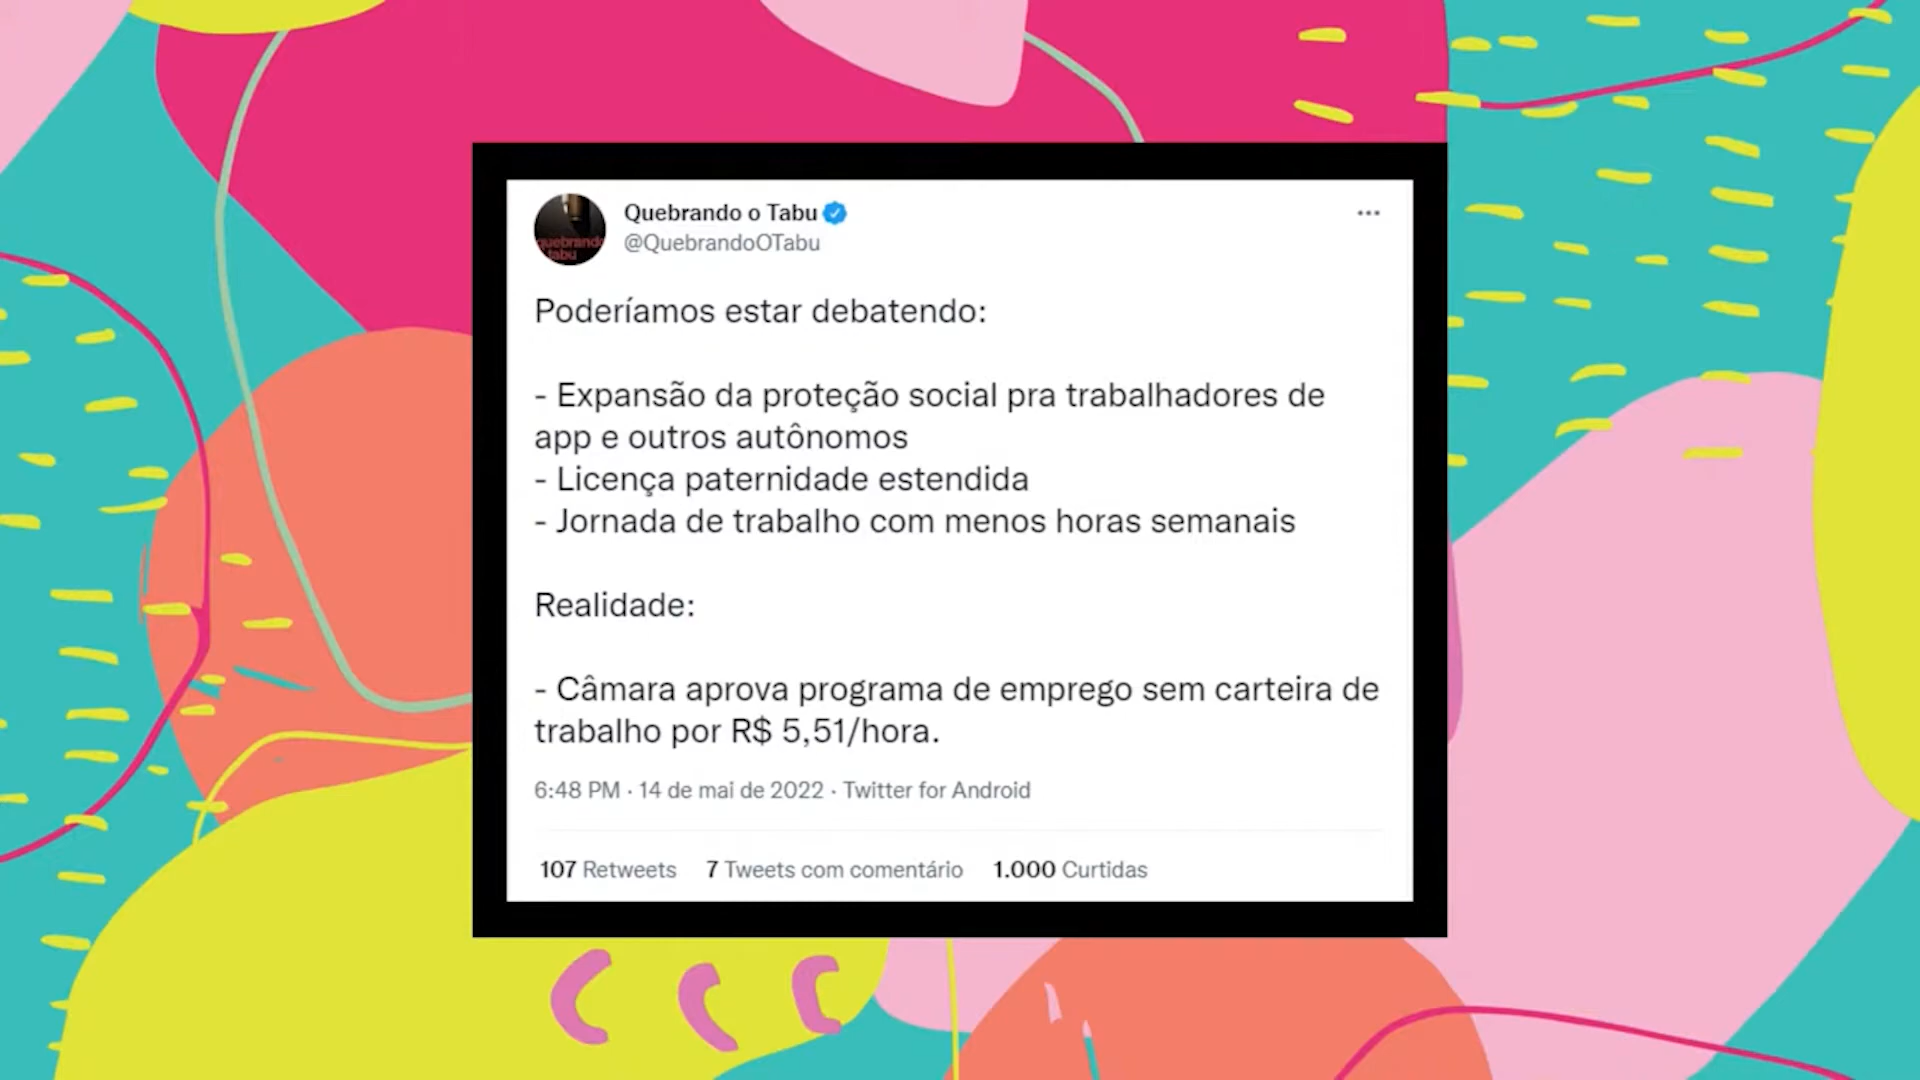 Quebrando o Tabu
@QuebrandoOTabu
quebrando
tabu
Poderíamos estar debatendo:
- Expansão da proteção social pra trabalhadores de
app e outros autônomos
- Licença paternidade estendida
- Jornada de trabalho com menos horas semanais
Realidade:
- Câmara aprova programa de emprego sem carteira de
trabalho por R$ 5,51/hora.
6:48 PM · 14 de mai de 2022 · Twitter for Android
107 Retweets 7 Tweets com comentário 1.000 Curtidas